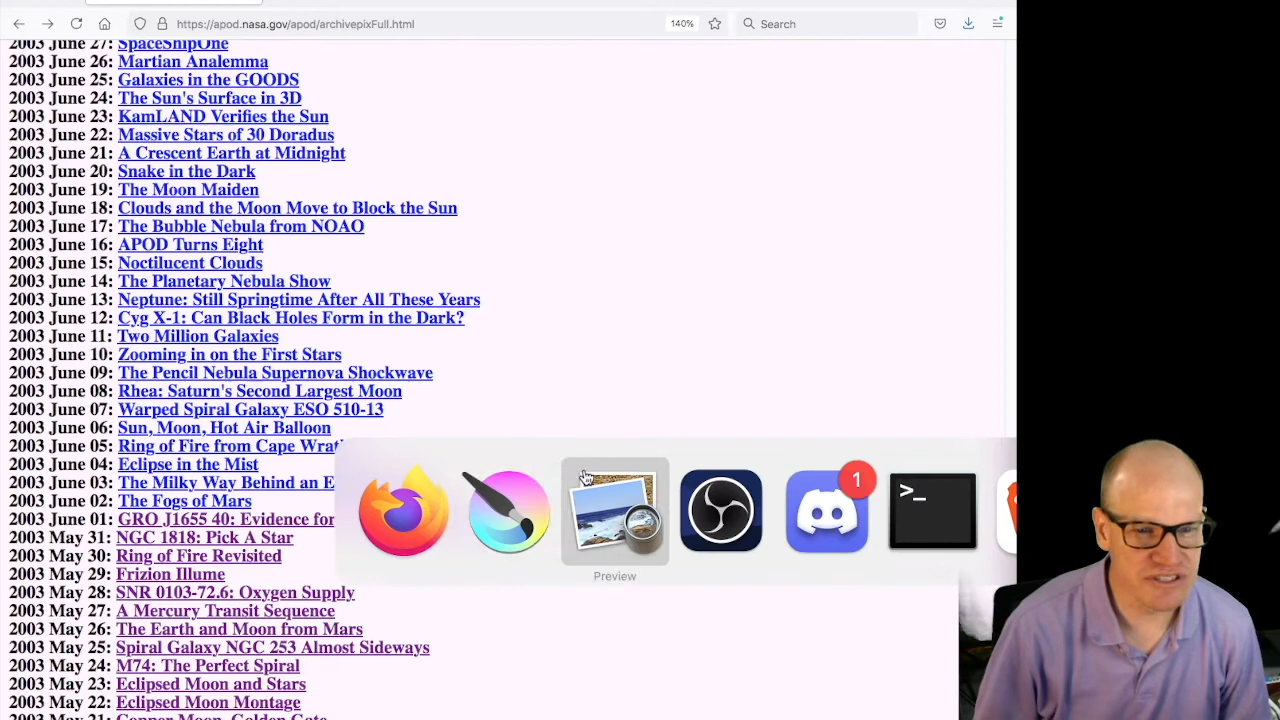 https://apod.nasa.gov/apod/archivepixFull.html
140%
Search
2003 June 27: SpaceShipOne
2003 June 26: Martian Analemma
2003 June 25: Galaxies in the GOODS
2003 June 24: The Sun's Surface in 3D
2003 June 23: KamLAND Verifies the Sun
2003 June 22: Massive Stars of 30 Doradus
2003 June 21: A Crescent Earth at Midnight
2003 June 20: Snake in the Dark
2003 June 19: The Moon Maiden
2003 June 18: Clouds and the Moon Move to Block the Sun
2003 June 17: The Bubble Nebula from NOAO
2003 June 16: APOD Turns Eight
2003 June 15: Noctilucent Clouds
2003 June 14: The Planetary Nebula Show
2003 June 13: Neptune: Still Springtime After All These Years
2003 June 12: Cyg X-1: Can Black Holes Form in the Dark?
2003 June 11: Two Million Galaxies
2003 June 10: Zooming in on the First Stars
2003 June 09: The Pencil Nebula Supernova Shockwave
2003 June 08: Rhea: Saturn's Second Largest Moon
2003 June 07: Warped Spiral Galaxy ESO 510-13
2003 June 06: Sun, Moon, Hot Air Balloon
2003 June 05: Ring of Fire from Cape Wrat
2003 June 04: Eclipse in the Mist
2003 June 03: The Milky Way Behind an E
2003 June 02: The Fogs of Mars
2003 June 01: GRO J1655 40: Evidence for
1
>_
Preview
2003 May 31: NGC 1818: Pick A Star
2003 May 30: Ring of Fire Revisited
2003 May 29: Frizion Illume
2003 May 28: SNR 0103-72.6: Oxygen Supply
2003 May 27: A Mercury Transit Sequence
2003 May 26: The Earth and Moon from Mars
2003 May 25: Spiral Galaxy NGC 253 Almost Sideways
2003 May 24: M74: The Perfect Spiral
2003 May 23: Eclipsed Moon and Stars
2003 May 22: Eclipsed Moon Montage
2003 May 21: Copper Moon, Golden Gate